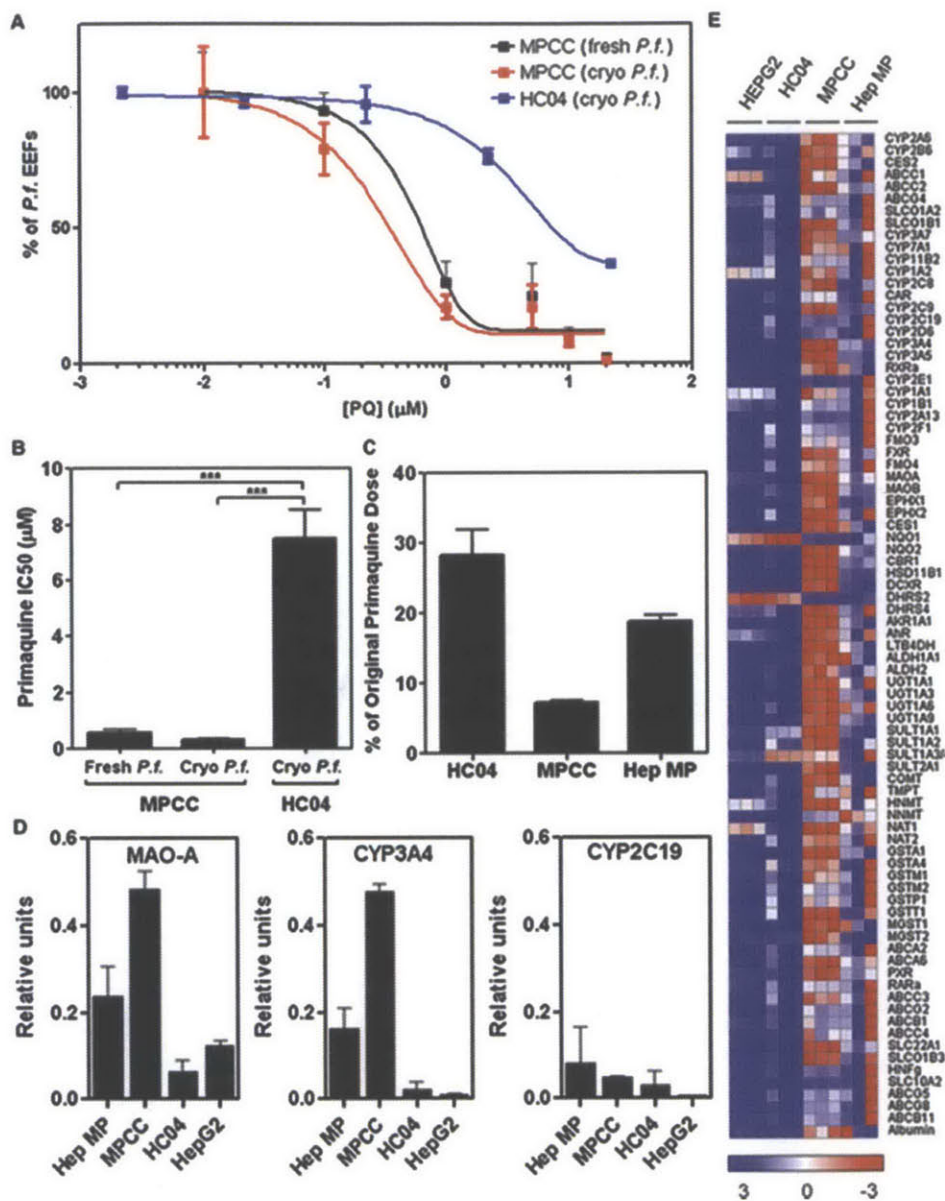 A
MPCC (fresh P.f.)
MPCC (cryo P.f.)
HC04 (cryo P.f.)
% of P.f. EEFs
100
50
0
-3
-2
-1
0
1
2
[PQ] (µM)
B
Primaquine IC50 (µM)
10
8
6
4
2
0
***
***
Fresh P.f.
Cryo P.f.
Cryo P.f.
MPCC
HC04
C
% of Original Primaquine Dose
40
30
20
10
0
HC04
MPCC
Hep MP
D
MAO-A
Relative units
0.6
0.4
0.2
0.0
Hep MP
MPCC
HC04
HepG2
CYP3A4
Relative units
0.6
0.4
0.2
0.0
Hep MP
MPCC
HC04
HepG2
CYP2C19
Relative units
0.6
0.4
0.2
0.0
Hep MP
MPCC
HC04
HepG2
E
HEPG2
HC04
MPCC
Hep MP
CYP2A6
CYP2B6
CES2
ABCC1
ABCC2
ABCG4
SLCO1A2
SLCO1B1
CYP3A7
CYP7A1
CYP11B2
CYP1A2
CYP2C8
CAR
CYP2C9
CYP2C19
CYP2D6
CYP3A4
CYP3A5
RXRa
CYP2E1
CYP1A1
CYP1B1
CYP2A13
CYP2F1
FMO3
FXR
FMO4
MAOA
MAOB
EPHX1
EPHX2
CES1
NQO1
NQO2
CBR1
HSD11B1
DCXR
DHRS2
DHRS4
AKR1A1
AhR
LTB4DH
ALDH1A1
ALDH2
UGT1A1
UGT1A3
UGT1A6
UGT1A9
SULT1A1
SULT1A2
SULT2A1
COMT
TMPT
HNMT
NNMT
NAT1
NAT2
GSTA1
GSTA4
GSTM1
GSTM2
GSTP1
GSTT1
MGST1
MGST2
ABCA2
ABCA6
PXR
RARa
ABCC3
ABCG2
ABCB1
ABCC4
SLC22A1
SLCO1B3
HNFg
SLC10A2
ABCG5
ABCG8
ABCB11
Albumin
3
0
-3